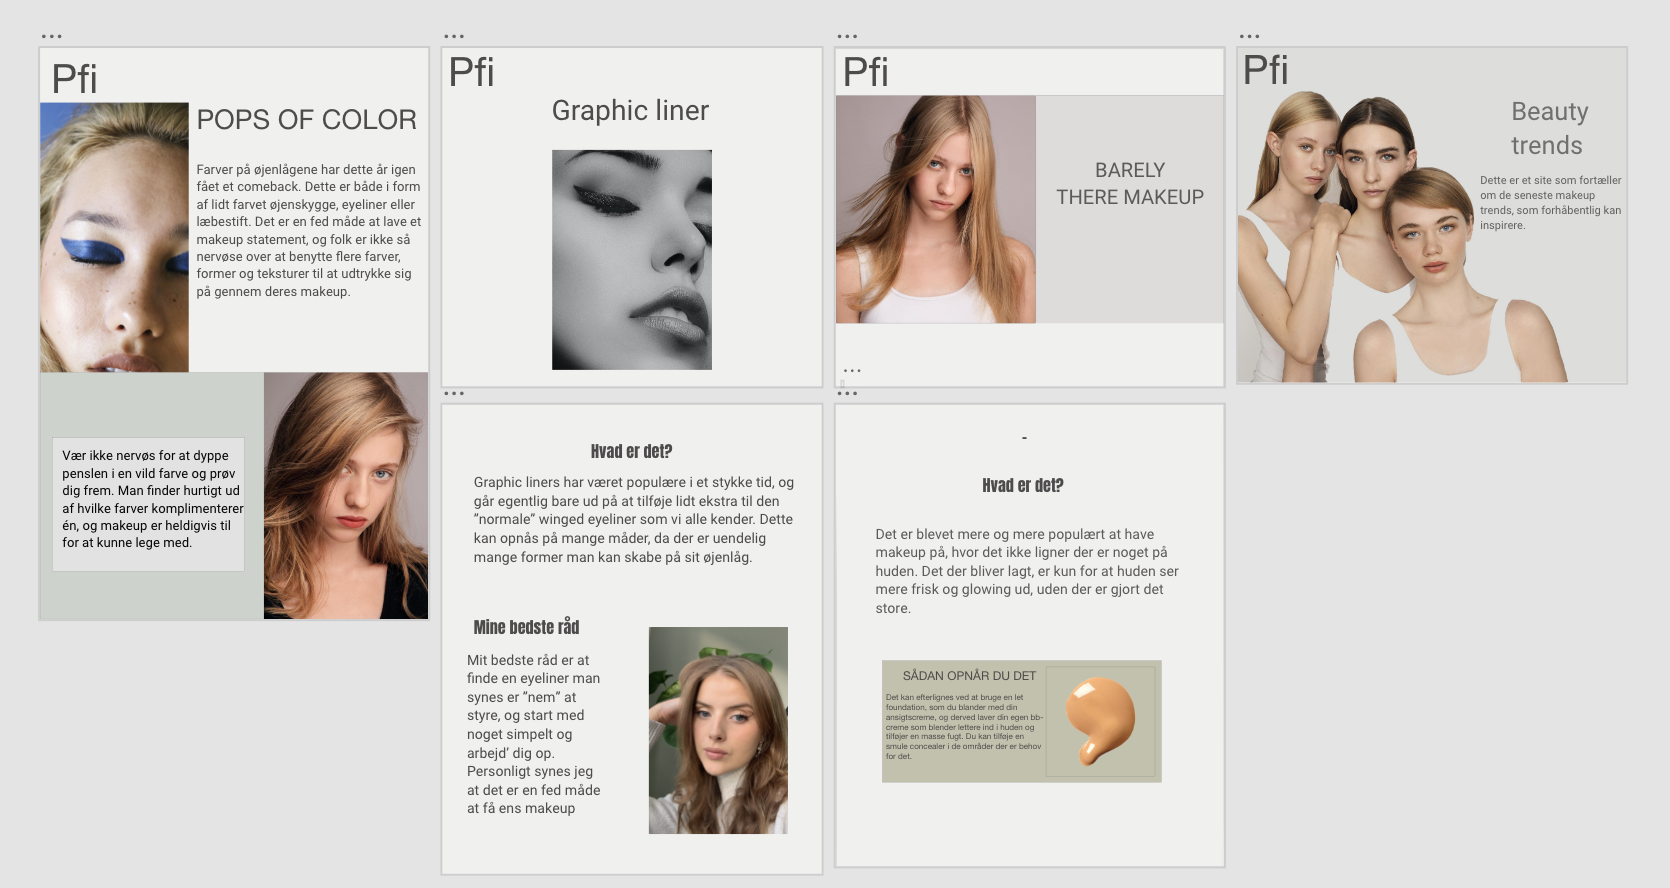 Pfi
POPS OF COLOR
Farver på øjenlågene har dette år igen
fået et comeback. Dette er både i form
af lidt farvet øjenskygge, eyeliner eller
læbestift. Det er en fed måde at lave et
makeup statement, og folk er ikke så
nervøse over at benytte flere farver,
former og teksturer til at udtrykke sig
på gennem deres makeup.
Vær ikke nervøs for at dyppe
penslen i en vild farve og prøv
dig frem. Man finder hurtigt ud
af hvilke farver komplimenterer
én, og makeup er heldigvis til
for at kunne lege med.
Pfi
Graphic liner
Hvad er det?
Graphic liners har været populære i et stykke tid, og
går egentlig bare ud på at tilføje lidt ekstra til den
”normale” winged eyeliner som vi alle kender. Dette
kan opnås på mange måder, da der er uendelig
mange former man kan skabe på sit øjenlåg.
Mine bedste råd
Mit bedste råd er at
finde en eyeliner man
synes er ”nem” at
styre, og start med
noget simpelt og
arbejd’ dig op.
Personligt synes jeg
at det er en fed måde
at få ens makeup
Pfi
BARELY
THERE MAKEUP
-
Hvad er det?
Det er blevet mere og mere populært at have
makeup på, hvor det ikke ligner der er noget på
huden. Det der bliver lagt, er kun for at huden ser
mere frisk og glowing ud, uden der er gjort det
store.
SÅDAN OPNÅR DU DET
Det kan efterlignes ved at bruge en let
foundation, som du blander med din
ansigtscreme, og derved laver din egen bb-
creme som blender lettere ind i huden og
tilføjer en masse fugt. Du kan tilføje en
smule concealer i de områder der er behov
for det.
Pfi
Beauty
trends
Dette er et site som fortæller
om de seneste makeup
trends, som forhåbentlig kan
inspirere.